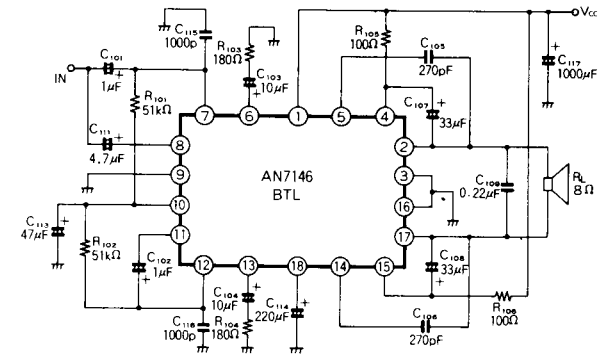 C115
1000p
R103
180Ω
R105
100Ω
C105
270pF
VCC
C117
1000µF
IN
C101
1µF
R101
51kΩ
C103
10µF
C107
33µF
C111
4.7µF
7
6
1
5
4
8
9
10
11
AN7146
BTL
2
3
16
17
C109
0.22µF
RL
8Ω
C113
47µF
R102
51kΩ
C102
1µF
12
13
18
14
15
C108
33µF
C116
1000p
C104
10µF
R104
180Ω
C114
220µF
C106
270pF
R106
100Ω